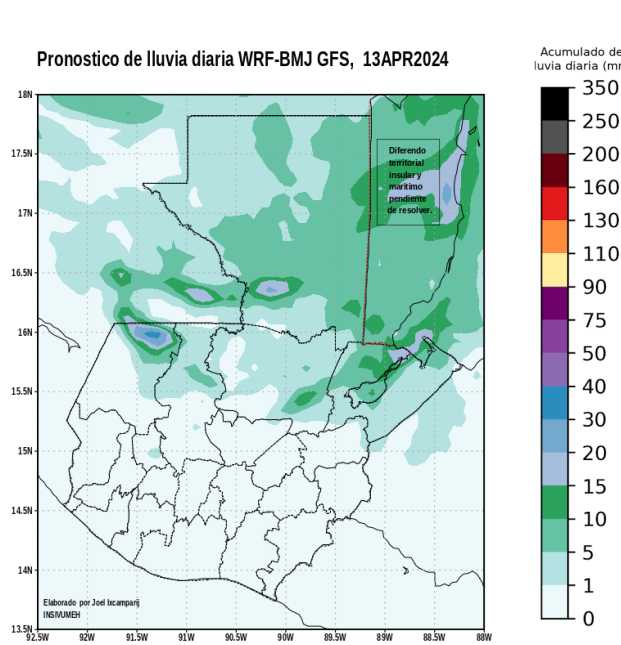 Pronostico de lluvia diaria WRF-BMJ GFS, 13APR2024
Acumulado de
luvia diaria (m
18N
17.5N
17N
16.5N
16N
15.5N
15N
14.5N
14N
13.5N
92.5W 92W 91.5W 91W 90.5W 90W 89.5W 89W 88.5W 88W
Diferendo
territorial
insular y
maritimo
pendiente
de resolver.
Elaborado por Joel Ixcamparij
INSIVUMEH
350
250
200
160
130
110
90
75
50
40
30
20
15
10
5
1
0